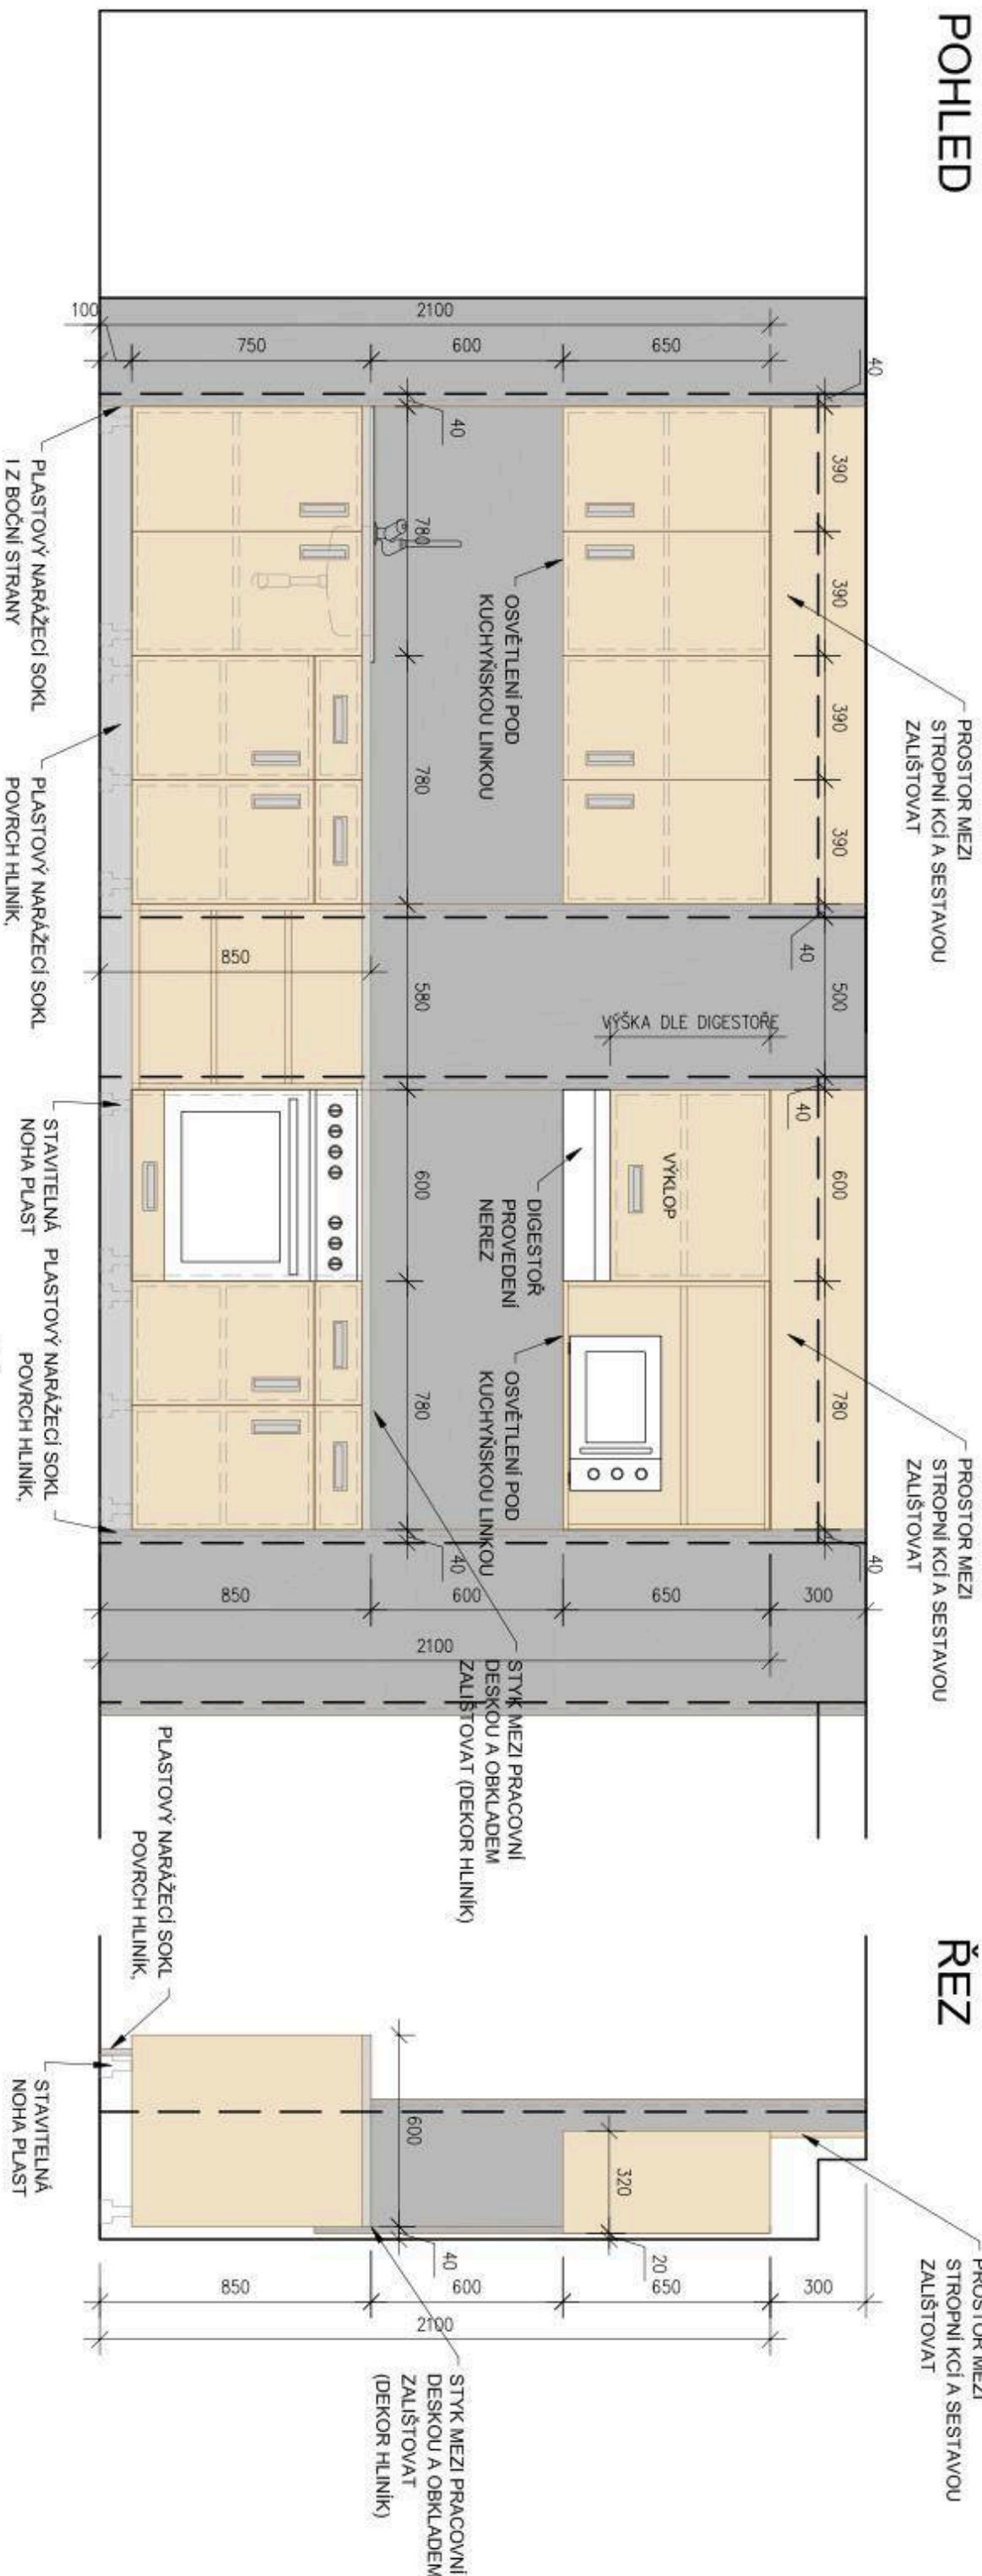 POHLED
ŘEZ
PROSTOR MEZI
STROPNÍ KCÍ A SESTAVOU
ZALIŠTOVAT
PROSTOR MEZI
STROPNÍ KCÍ A SESTAVOU
ZALIŠTOVAT
PROSTOR MEZI
STROPNÍ KCÍ A SESTAVOU
ZALIŠTOVAT
40
390
390
390
390
40
500
40
600
780
40
2100
650
600
750
100
OSVĚTLENÍ POD
KUCHYŇSKOU LINKOU
VÝŠKA DLE DIGESTOŘE
VÝKLOP
DIGESTOŘ
PROVEDENÍ
NEREZ
OSVĚTLENÍ POD
KUCHYŇSKOU LINKOU
40
780
780
580
600
780
40
850
300
650
600
850
2100
STYK MEZI PRACOVNÍ
DESKOU A OBKLADEM
ZALIŠTOVAT (DEKOR HLINÍK)
PLASTOVÝ NARÁŽECÍ SOKL
I Z BOČNÍ STRANY
PLASTOVÝ NARÁŽECÍ SOKL
POVRCH HLINÍK,
STAVITELNÁ
NOHA PLAST
PLASTOVÝ NARÁŽECÍ SOKL
POVRCH HLINÍK,
PLASTOVÝ NARÁŽECÍ SOKL
POVRCH HLINÍK,
STAVITELNÁ
NOHA PLAST
320
20
600
40
300
650
600
850
2100
STYK MEZI PRACOVNÍ
DESKOU A OBKLADEM
ZALIŠTOVAT
(DEKOR HLINÍK)